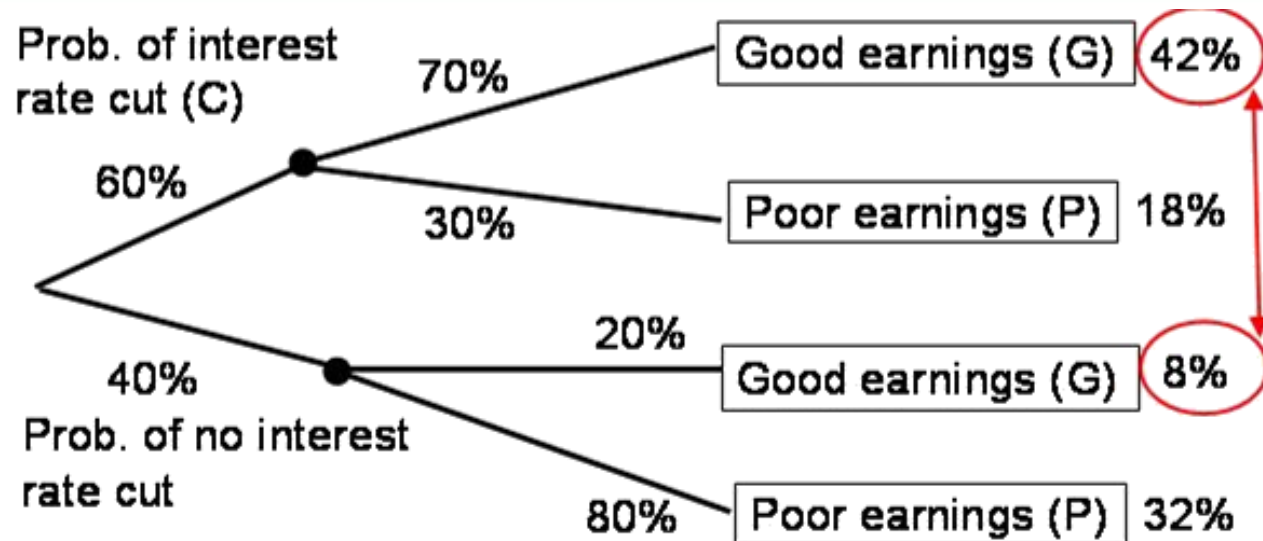 Prob. of interest
rate cut (C)
60%
70%
Good earnings (G) 42%
30%
Poor earnings (P) 18%
40%
Prob. of no interest
rate cut
20%
Good earnings (G) 8%
80%
Poor earnings (P) 32%